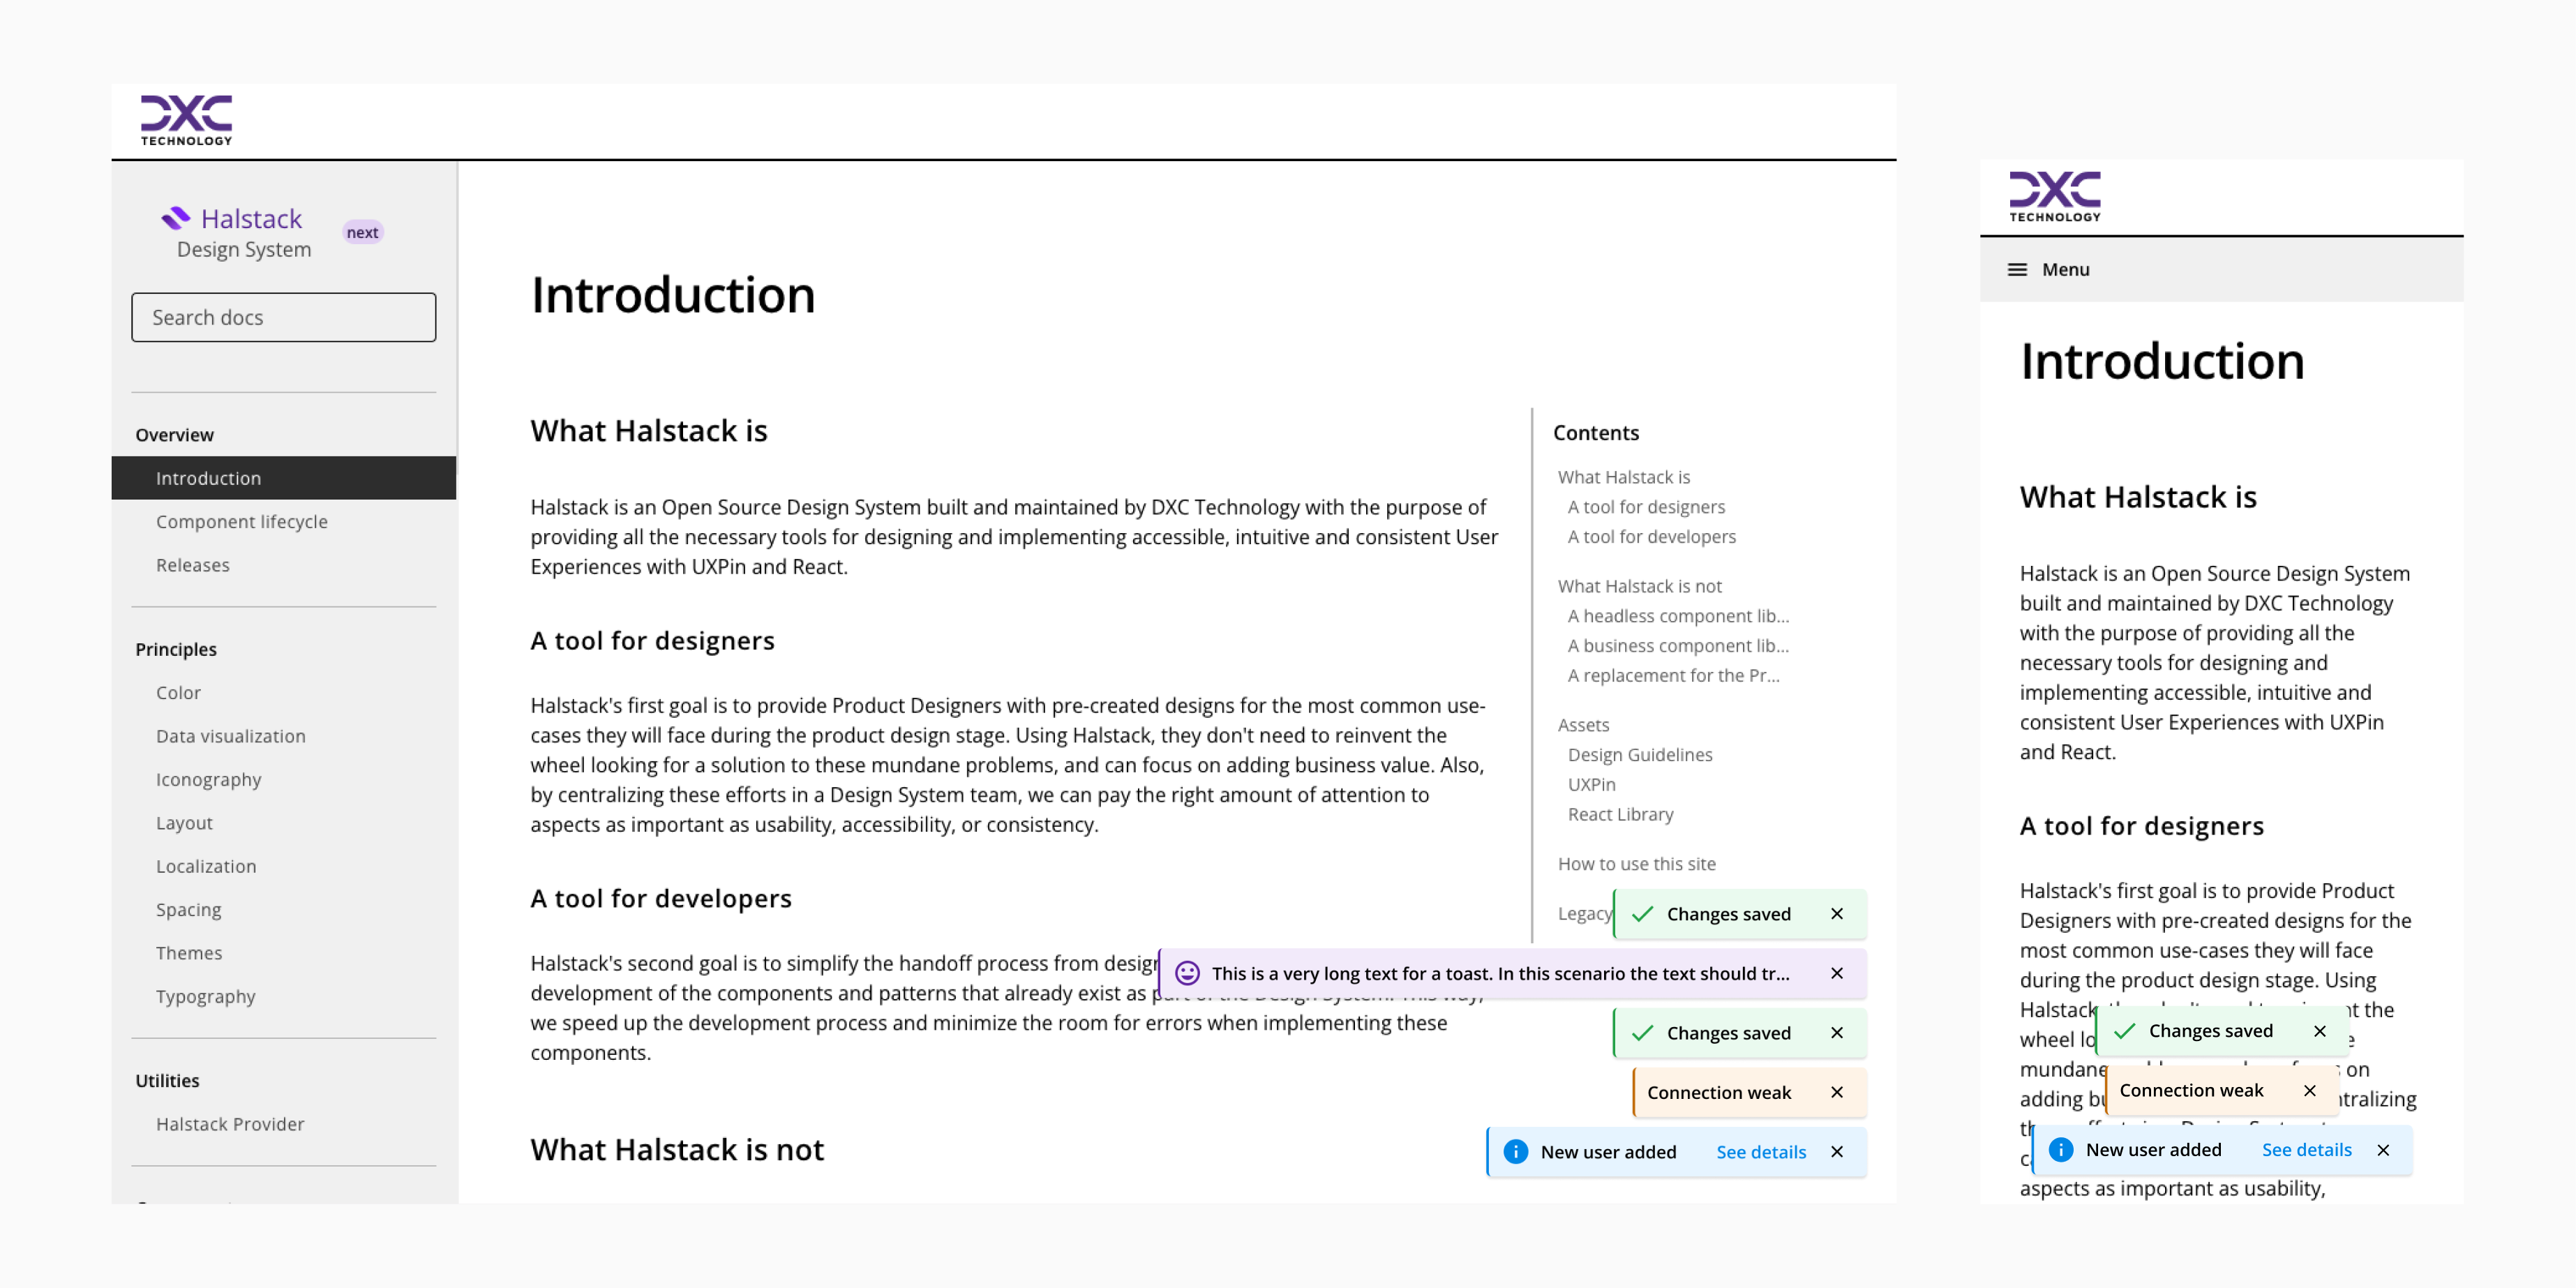 DXC
TECHNOLOGY
Halstack
Design System
next
Search docs
Overview
Introduction
Component lifecycle
Releases
Principles
Color
Data visualization
Iconography
Layout
Localization
Spacing
Themes
Typography
Utilities
Halstack Provider
Introduction
What Halstack is
Halstack is an Open Source Design System built and maintained by DXC Technology with the purpose of
providing all the necessary tools for designing and implementing accessible, intuitive and consistent User
Experiences with UXPin and React.
A tool for designers
Halstack's first goal is to provide Product Designers with pre-created designs for the most common use-
cases they will face during the product design stage. Using Halstack, they don't need to reinvent the
wheel looking for a solution to these mundane problems, and can focus on adding business value. Also,
by centralizing these efforts in a Design System team, we can pay the right amount of attention to
aspects as important as usability, accessibility, or consistency.
A tool for developers
Halstack's second goal is to simplify the handoff process from
development of the components and patterns that already exist as part of the Design System. This way,
we speed up the development process and minimize the room for errors when implementing these
components.
What Halstack is not
Contents
What Halstack is
A tool for designers
A tool for developers
What Halstack is not
A headless component lib...
A business component lib...
A replacement for the Pr...
Assets
Design Guidelines
UXPin
React Library
How to use this site
Legacy
Changes saved
This is a very long text for a toast. In this scenario the text should tr...
Changes saved
Connection weak
New user added See details
DXC
TECHNOLOGY
Menu
Introduction
What Halstack is
Halstack is an Open Source Design System
built and maintained by DXC Technology
with the purpose of providing all the
necessary tools for designing and
implementing accessible, intuitive and
consistent User Experiences with UXPin
and React.
A tool for designers
Halstack's first goal is to provide Product
Designers with pre-created designs for the
most common use-cases they will face
during the product design stage. Using
Halstack, the
wheel
mundane on
adding
aspects as important as usability,
Changes saved
Connection weak
New user added See details